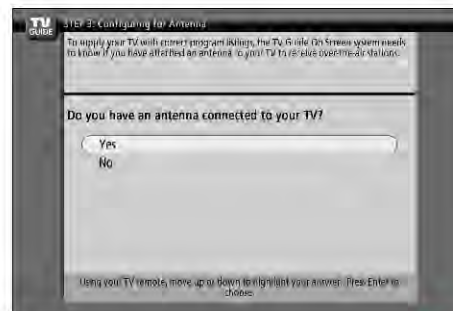 TV
GUIDE
STEP 3: Configuring for Antenna
To supply your TV with correct program listings, the TV Guide On Screen system needs
to know if you have attached an antenna to your TV to receive over-the-air stations.
Do you have an antenna connected to your TV?
Yes
No
Using your TV remote, move up or down to highlight your answer. Press Enter to
choose.